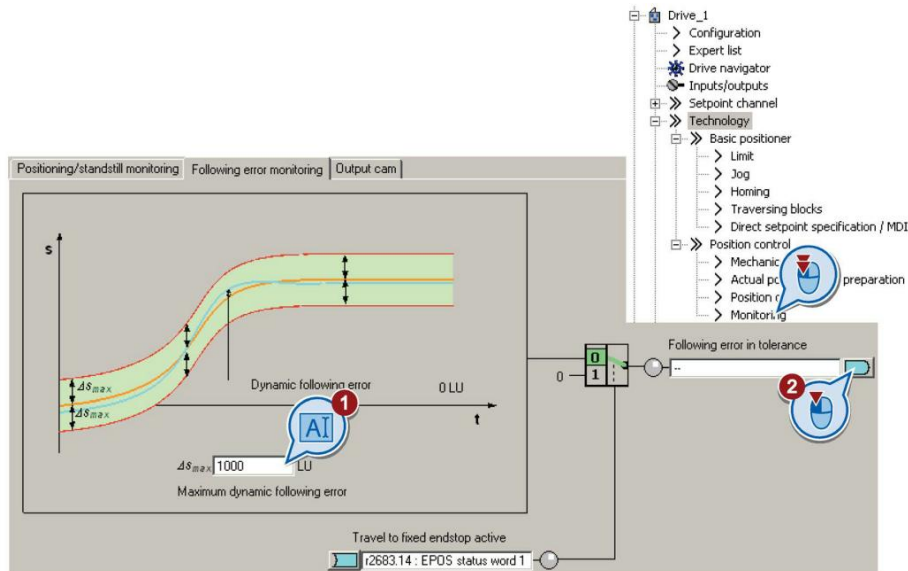 Drive_1
Configuration
Expert list
Drive navigator
Inputs/outputs
Setpoint channel
Technology
Basic positioner
Limit
Jog
Homing
Traversing blocks
Direct setpoint specification / MDI
Position control
Mechanic
Actual po preparation
Position
Monitoring
Positioning/standstill monitoring
Following error monitoring
Output cam
s
Δs max
Δs max
Dynamic following error
0 LU
t
1
AI
Δs max 1000 LU
Maximum dynamic following error
0
0
1
Following error in tolerance
--
2
Travel to fixed endstop active
r2683.14 : EPOS status word 1